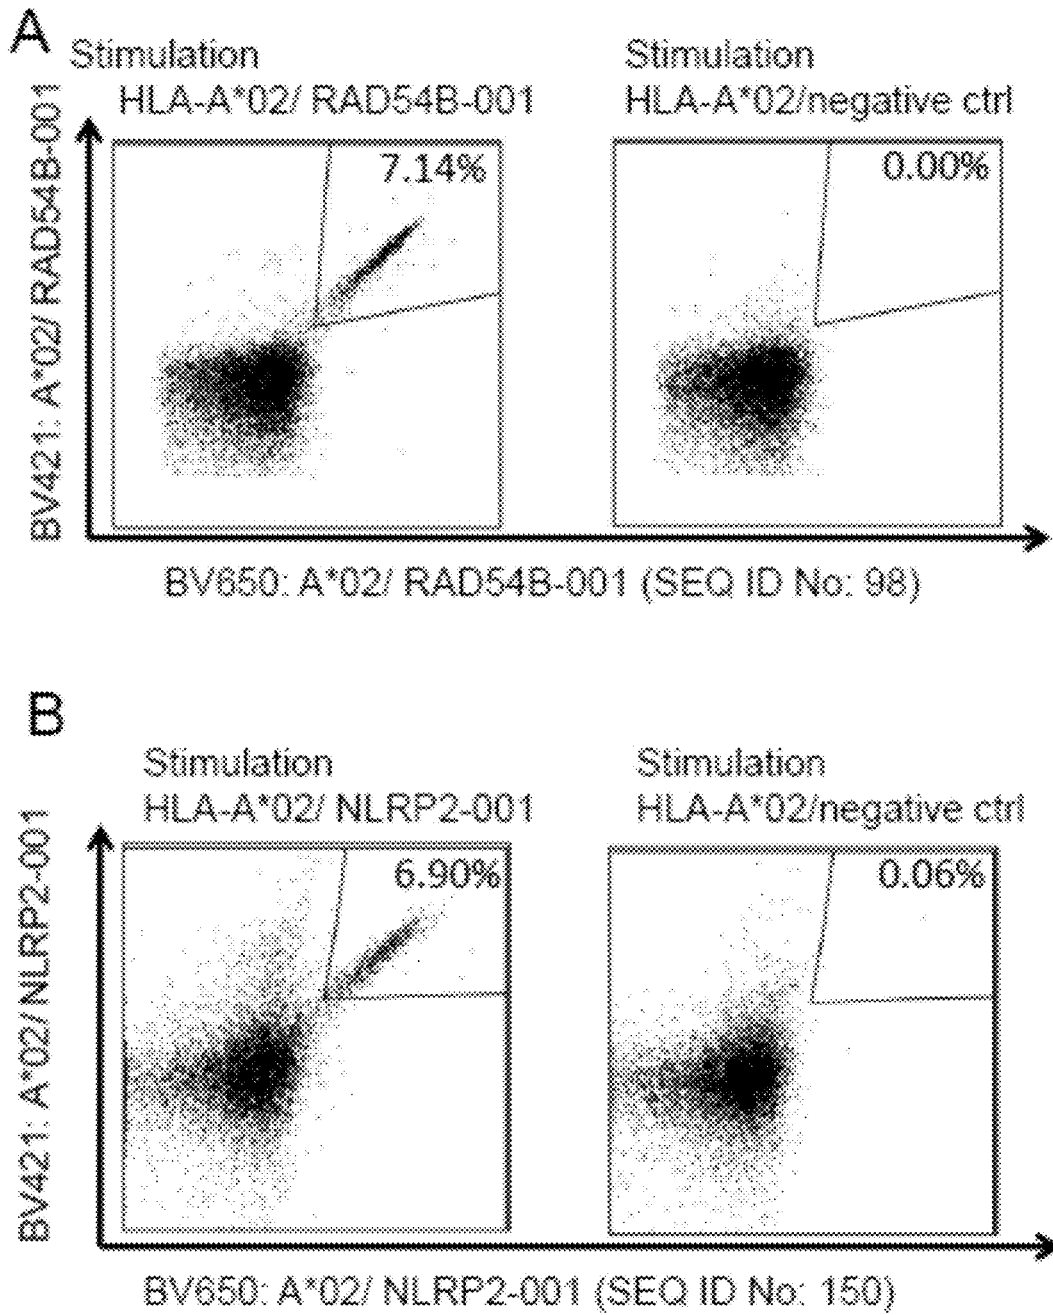 A
Stimulation
HLA-A*02/ RAD54B-001
Stimulation
HLA-A*02/negative ctrl
BV421: A*02/ RAD54B-001
7.14%
0.00%
BV650: A*02/ RAD54B-001 (SEQ ID No: 98)
B
Stimulation
HLA-A*02/ NLRP2-001
Stimulation
HLA-A*02/negative ctrl
BV421: A*02/ NLRP2-001
6.90%
0.06%
BV650: A*02/ NLRP2-001 (SEQ ID No: 150)